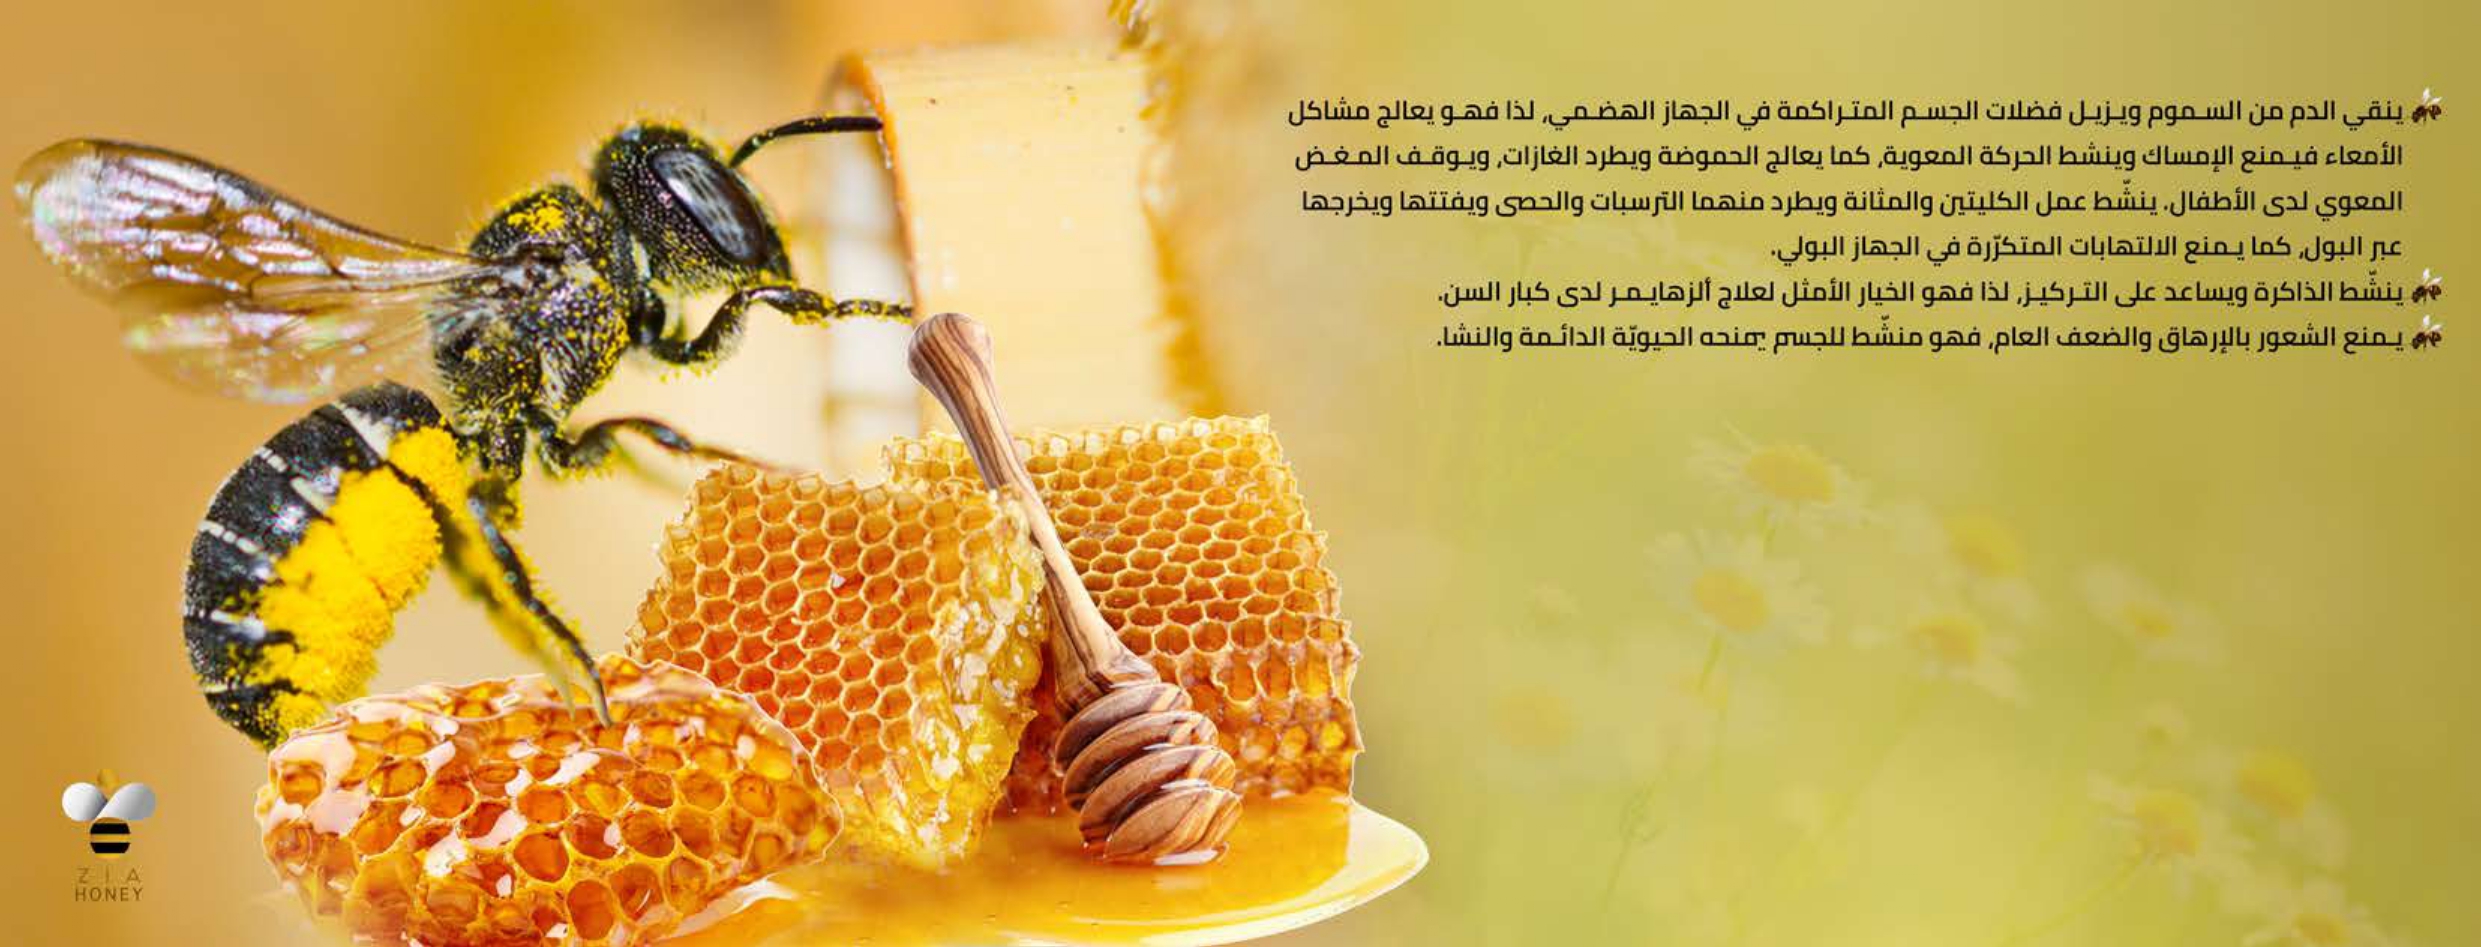 ينقي الدم من السموم ويزيل فضلات الجسم المتراكمة في الجهاز الهضمي، لذا فهو يعالج مشاكل
الأمعاء فيمنع الإمساك وينشط الحركة المعوية، كما يعالج الحموضة ويطرد الغازات، ويوقف المغض
المعوي لدى الأطفال. ينشّط عمل الكليتين والمثانة ويطرد منهما الترسبات والحصى ويفتتها ويخرجها
عبر البول، كما يمنع الالتهابات المتكرّرة في الجهاز البولي.
ينشّط الذاكرة ويساعد على التركيز، لذا فهو الخيار الأمثل لعلاج ألزهايمر لدى كبار السن.
يمنع الشعور بالإرهاق والضعف العام، فهو منشّط للجسم يمنحه الحيويّة الدائمة والنشا.
ZIA
HONEY